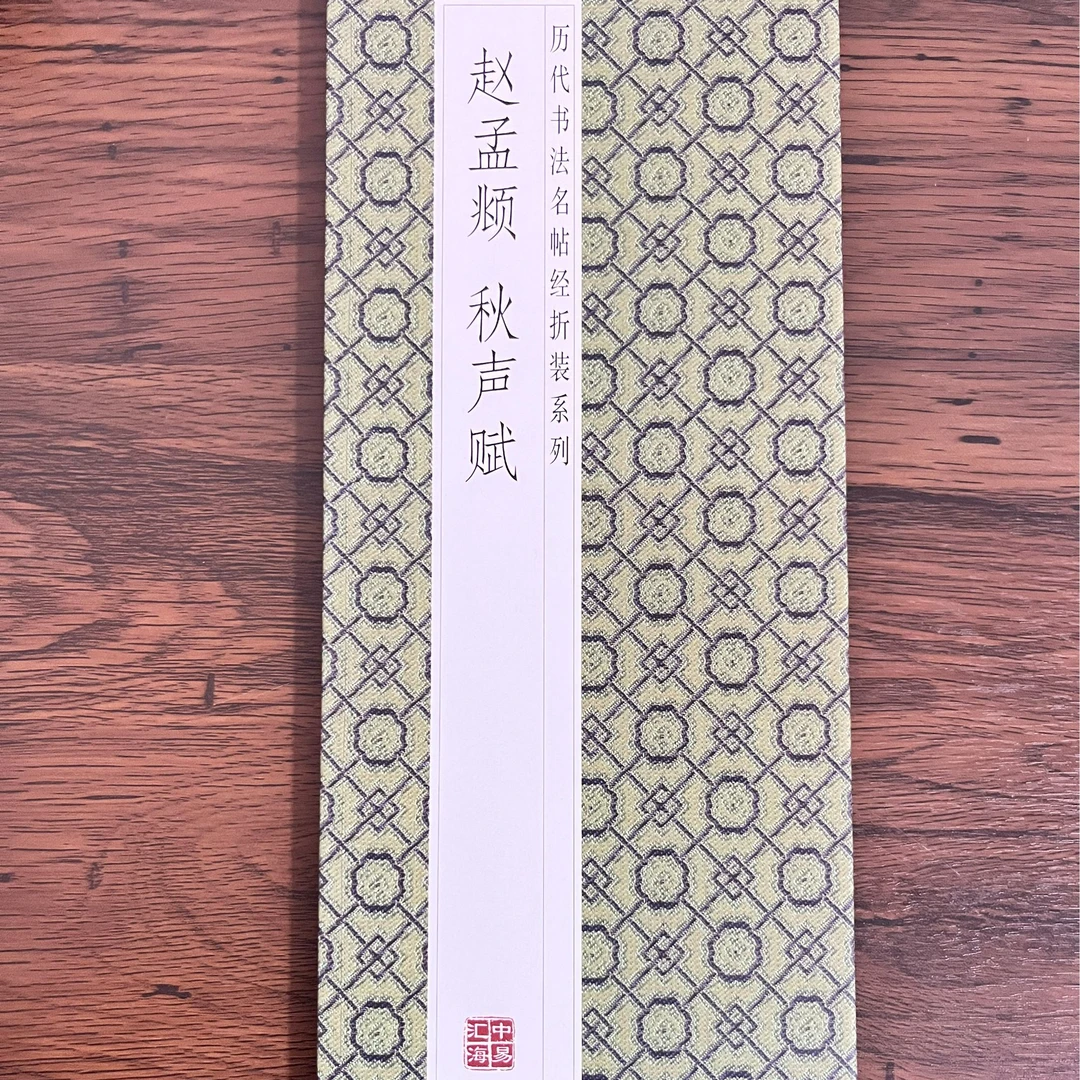 历代书法名帖经折装系列
赵孟𫖯 秋声赋
中易
汇海